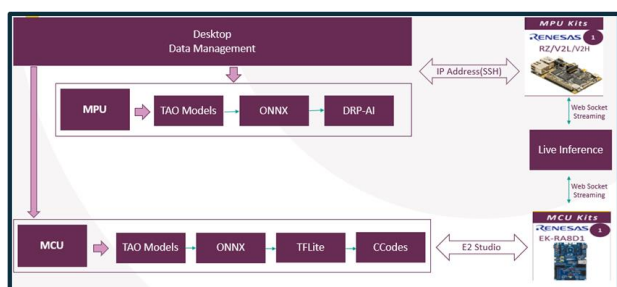 Desktop
Data Management
MPU Kits
RENESAS 1
RZ/V2L/V2H
IP Address(SSH)
MPU
TAO Models
ONNX
DRP-AI
Web Socket
Streaming
Live Inference
Web Socket
Streaming
MCU
TAO Models
ONNX
TFLite
CCodes
E2 Studio
MCU Kits
RENESAS 1
EK-RA8D1